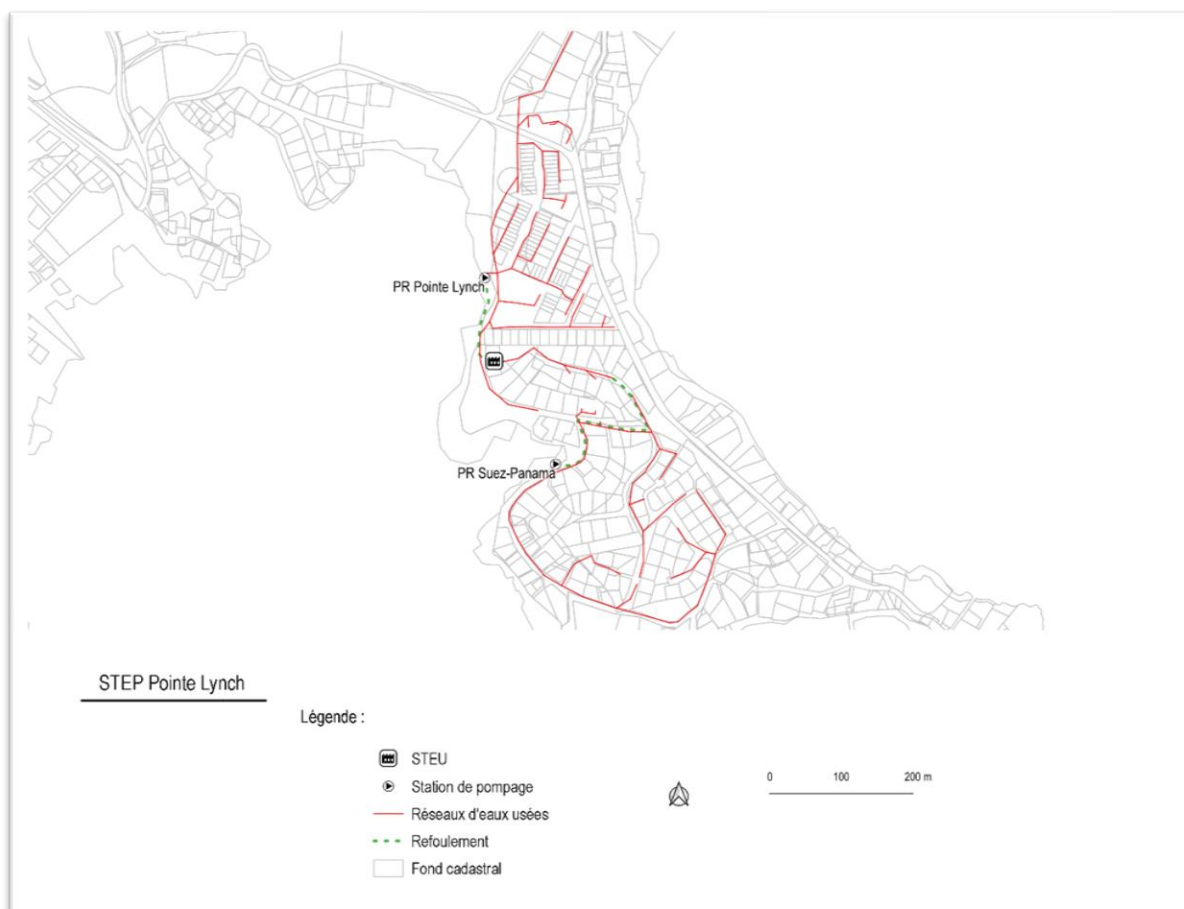 PR Pointe Lynch
PR Suez-Panama
STEP Pointe Lynch
Légende :
STEU
Station de pompage
Réseaux d'eaux usées
Refoulement
Fond cadastral
0 100 200 m